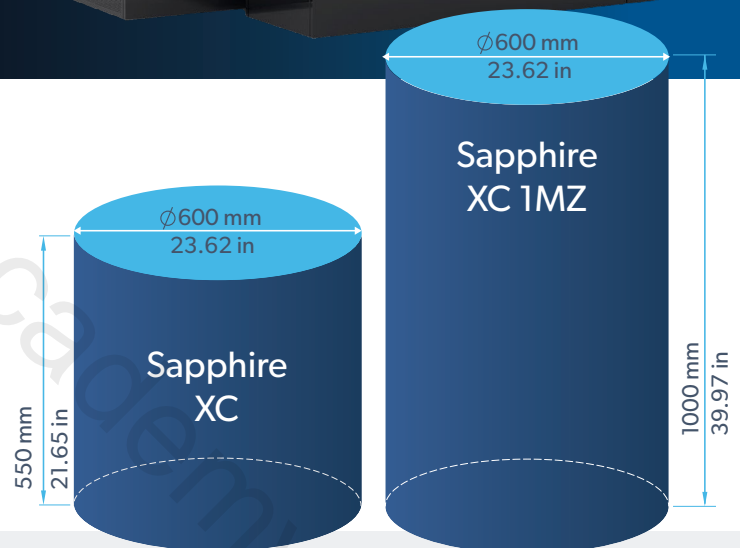 ⌀600 mm
23.62 in
Sapphire
XC 1MZ
1000 mm
39.97 in
⌀600 mm
23.62 in
Sapphire
XC
550 mm
21.65 in